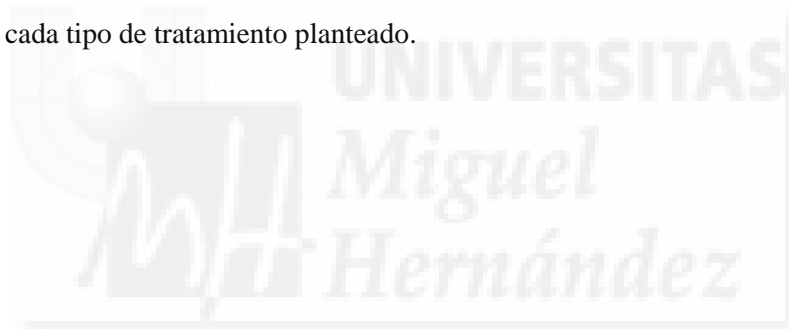 cada tipo de tratamiento planteado.
UNIVERSITAS
Miguel
Hernández